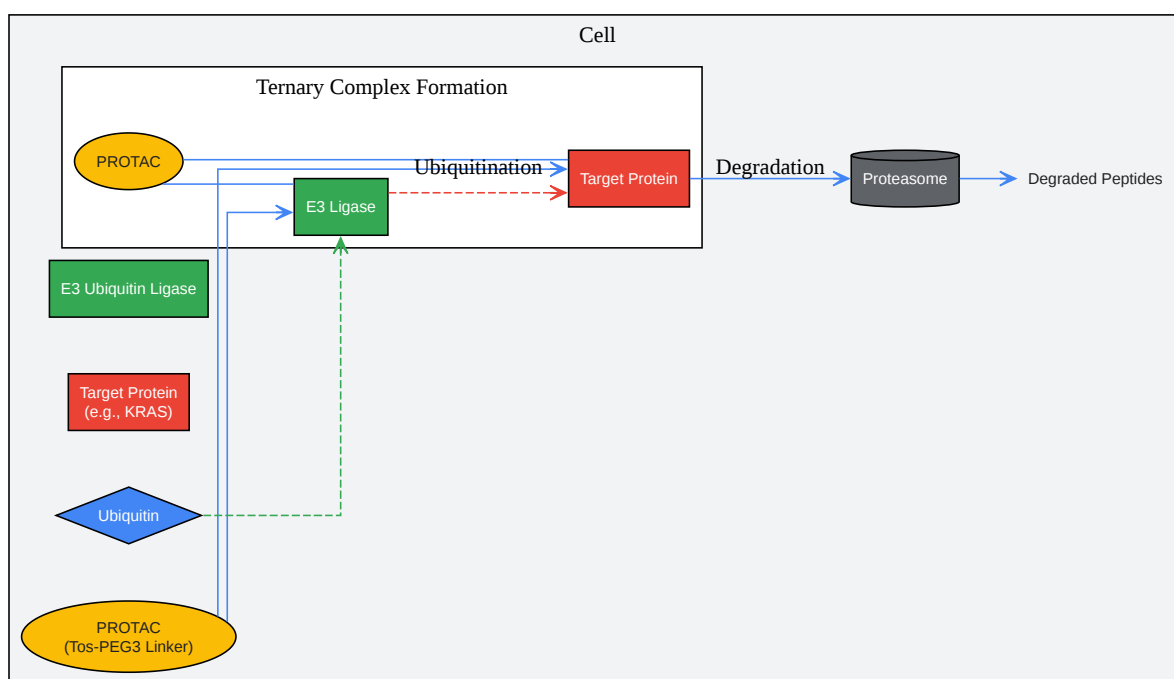 Cell
Ternary Complex Formation
PROTAC
Ubiquitination
Target Protein
Degradation
Proteasome
Degraded Peptides
E3 Ligase
E3 Ubiquitin Ligase
Target Protein
(e.g., KRAS)
Ubiquitin
PROTAC
(Tos-PEG3 Linker)